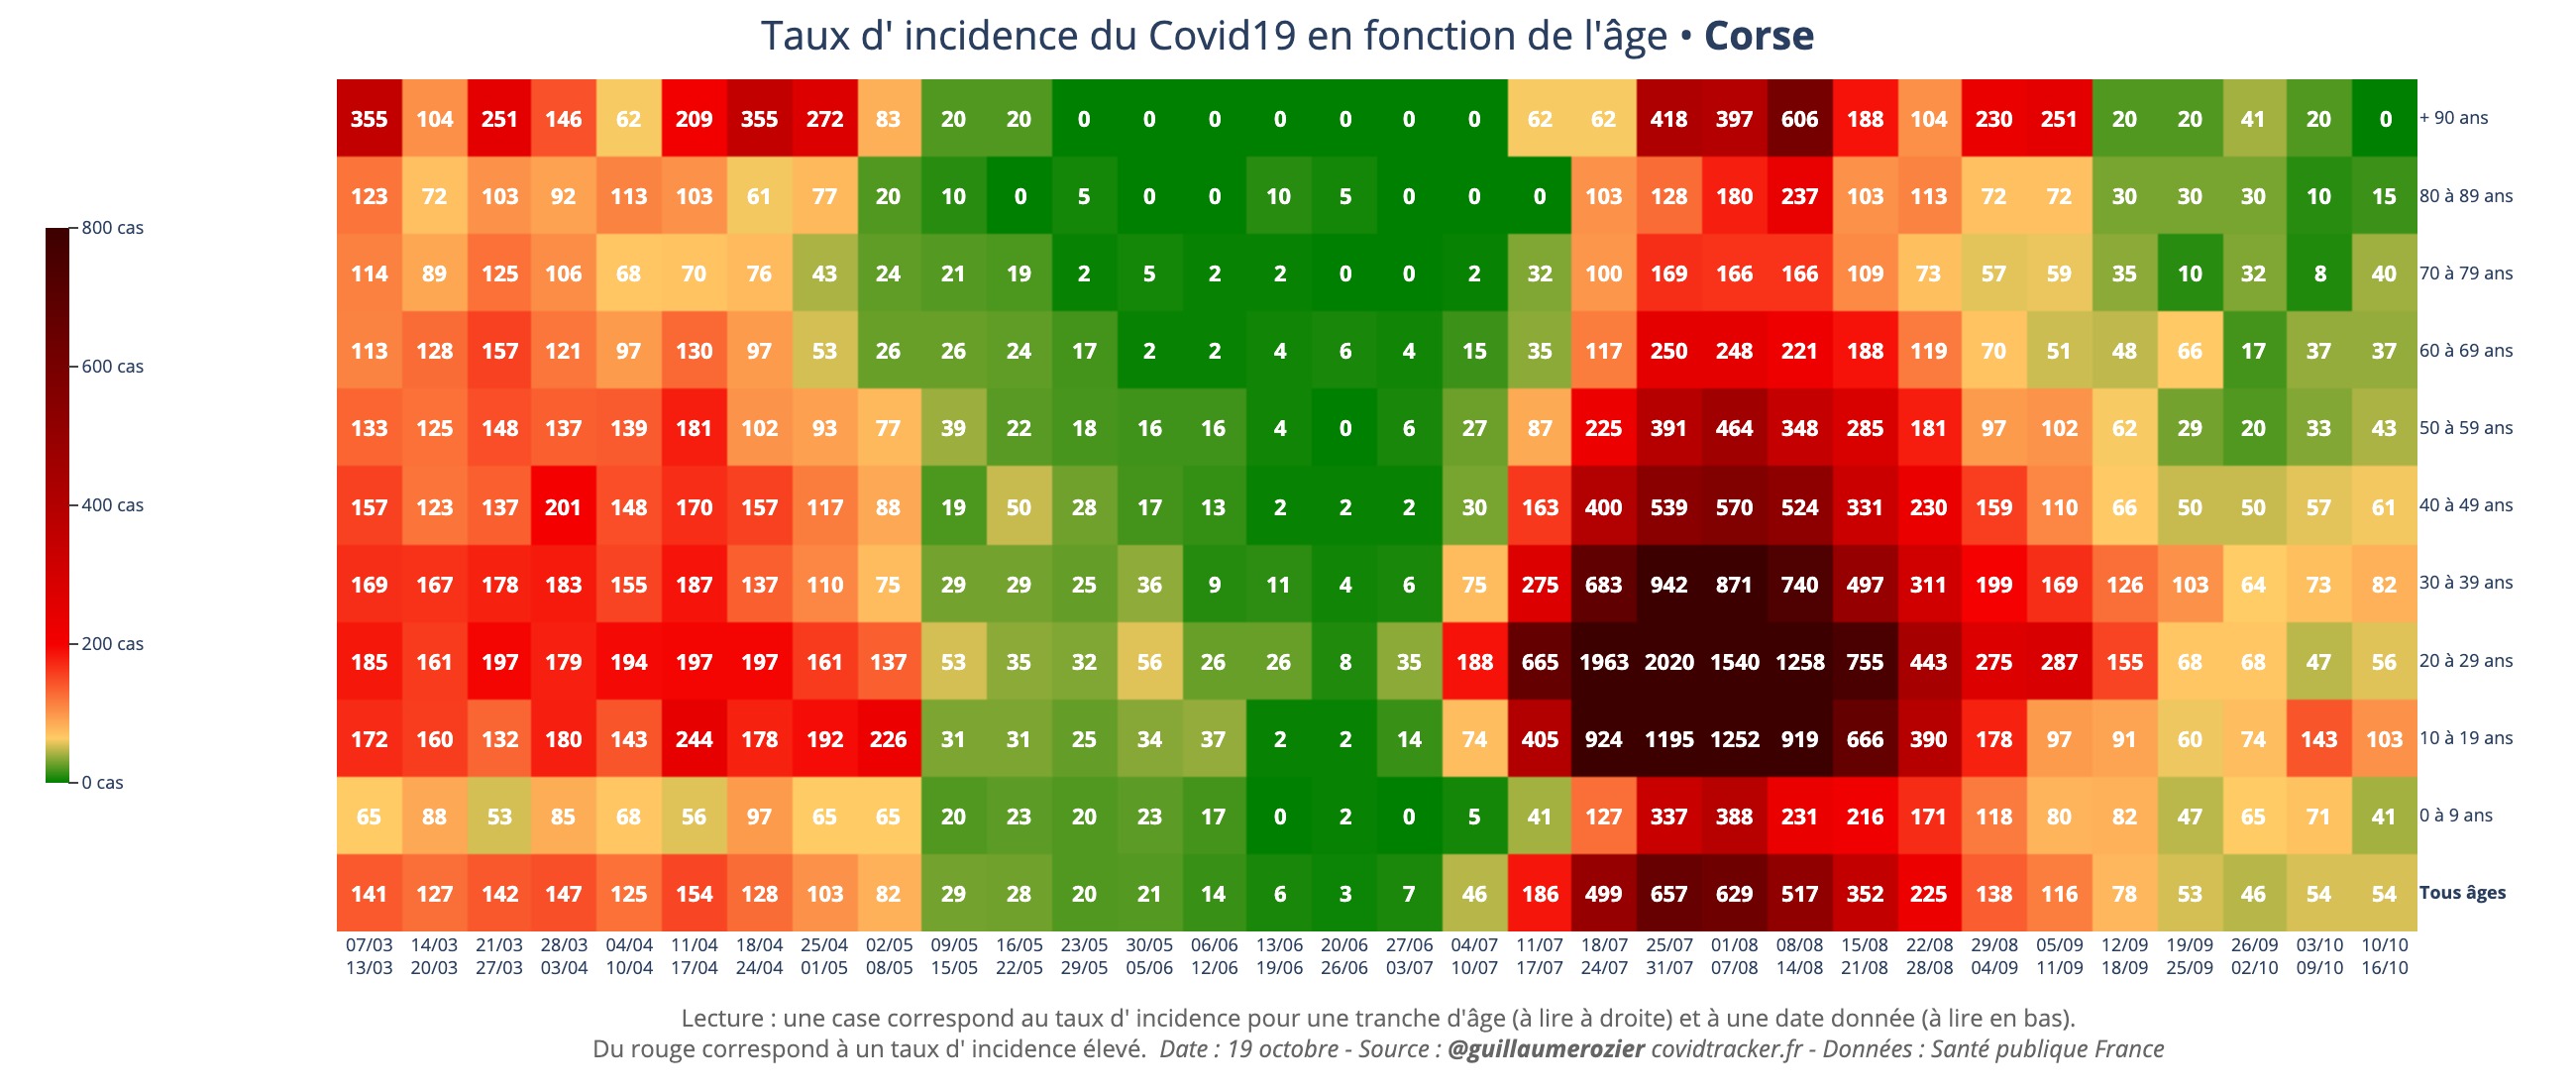 Taux d' incidence du Covid19 en fonction de l'âge • Corse
355 104 251 146 62 209 355 272 83 20 20 0 0 0 0 0 0 0 62 62 418 397 606 188 104 230 251 20 20 41 20 0 + 90 ans
123 72 103 92 113 103 61 77 20 10 0 5 0 0 10 5 0 0 0 103 128 180 237 103 113 72 72 30 30 30 10 15 80 à 89 ans
800 cas
114 89 125 106 68 70 76 43 24 21 19 2 5 2 2 0 0 2 32 100 169 166 166 109 73 57 59 35 10 32 8 40 70 à 79 ans
113 128 157 121 97 130 97 53 26 26 24 17 2 2 4 6 4 15 35 117 250 248 221 188 119 70 51 48 66 17 37 37 60 à 69 ans
600 cas
133 125 148 137 139 181 102 93 77 39 22 18 16 16 4 0 6 27 87 225 391 464 348 285 181 97 102 62 29 20 33 43 50 à 59 ans
400 cas
157 123 137 201 148 170 157 117 88 19 50 28 17 13 2 2 2 30 163 400 539 570 524 331 230 159 110 66 50 50 57 61 40 à 49 ans
169 167 178 183 155 187 137 110 75 29 29 25 36 9 11 4 6 75 275 683 942 871 740 497 311 199 169 126 103 64 73 82 30 à 39 ans
200 cas
185 161 197 179 194 197 197 161 137 53 35 32 56 26 26 8 35 188 665 1963 2020 1540 1258 755 443 275 287 155 68 68 47 56 20 à 29 ans
172 160 132 180 143 244 178 192 226 31 31 25 34 37 2 2 14 74 405 924 1195 1252 919 666 390 178 97 91 60 74 143 103 10 à 19 ans
0 cas
65 88 53 85 68 56 97 65 65 20 23 20 23 17 0 2 0 5 41 127 337 388 231 216 171 118 80 82 47 65 71 41 0 à 9 ans
141 127 142 147 125 154 128 103 82 29 28 20 21 14 6 3 7 46 186 499 657 629 517 352 225 138 116 78 53 46 54 54 Tous âges
07/03 14/03 21/03 28/03 04/04 11/04 18/04 25/04 02/05 09/05 16/05 23/05 30/05 06/06 13/06 20/06 27/06 04/07 11/07 18/07 25/07 01/08 08/08 15/08 22/08 29/08 05/09 12/09 19/09 26/09 03/10 10/10
13/03 20/03 27/03 03/04 10/04 17/04 24/04 01/05 08/05 15/05 22/05 29/05 05/06 12/06 19/06 26/06 03/07 10/07 17/07 24/07 31/07 07/08 14/08 21/08 28/08 04/09 11/09 18/09 25/09 02/10 09/10 16/10
Lecture : une case correspond au taux d' incidence pour une tranche d'âge (à lire à droite) et à une date donnée (à lire en bas).
Du rouge correspond à un taux d' incidence élevé. Date : 19 octobre - Source : @guillaumerozier covidtracker.fr - Données : Santé publique France